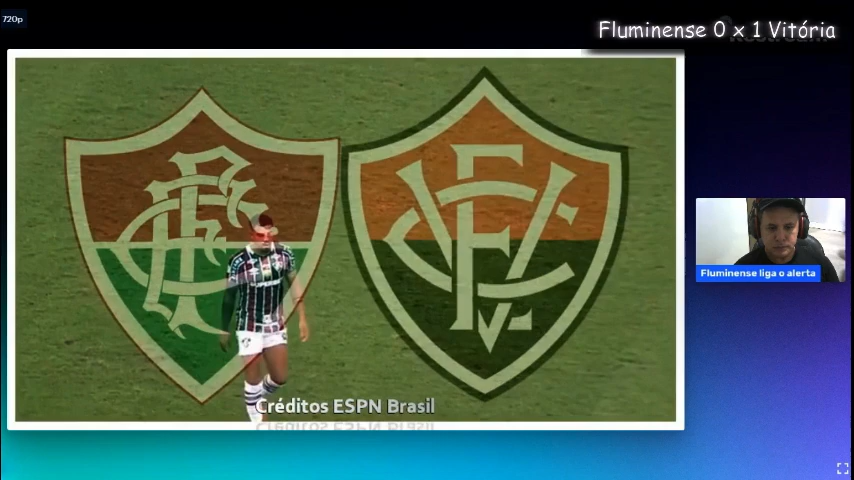 720p
Fluminense 0 x 1 Vitória
Fluminense liga o alerta
Créditos ESPN Brasil